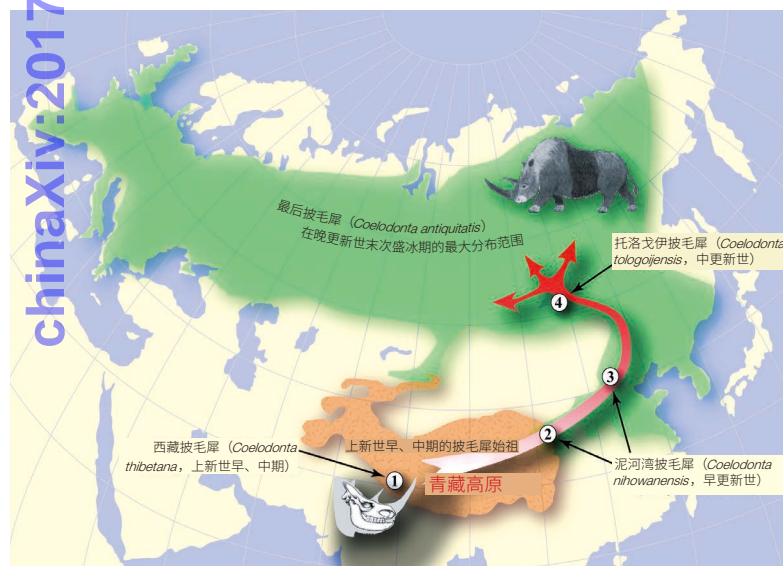 chinaXiv:2017
最后披毛犀（Coelodonta antiquitatis）
在晚更新世末次盛冰期的最大分布范围
托洛戈伊披毛犀（Coelodonta
tologoijensis，中更新世）
4
3
2
西藏披毛犀（Coelodonta
thibetana，上新世早、中期）
上新世早、中期的披毛犀始祖
1
青藏高原
泥河湾披毛犀（Coelodonta
nihowanensis，早更新世）